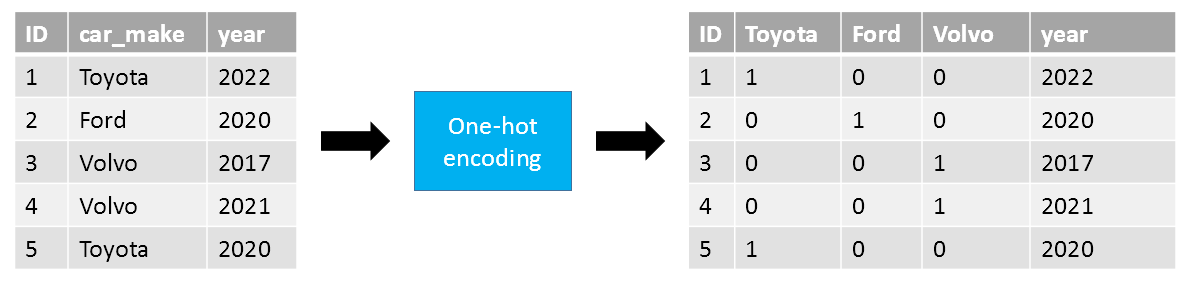 ID car_make year
1 Toyota 2022
2 Ford 2020
3 Volvo 2017
4 Volvo 2021
5 Toyota 2020
One-hot
encoding
ID Toyota Ford Volvo year
1 1 0 0 2022
2 0 1 0 2020
3 0 0 1 2017
4 0 0 1 2021
5 1 0 0 2020